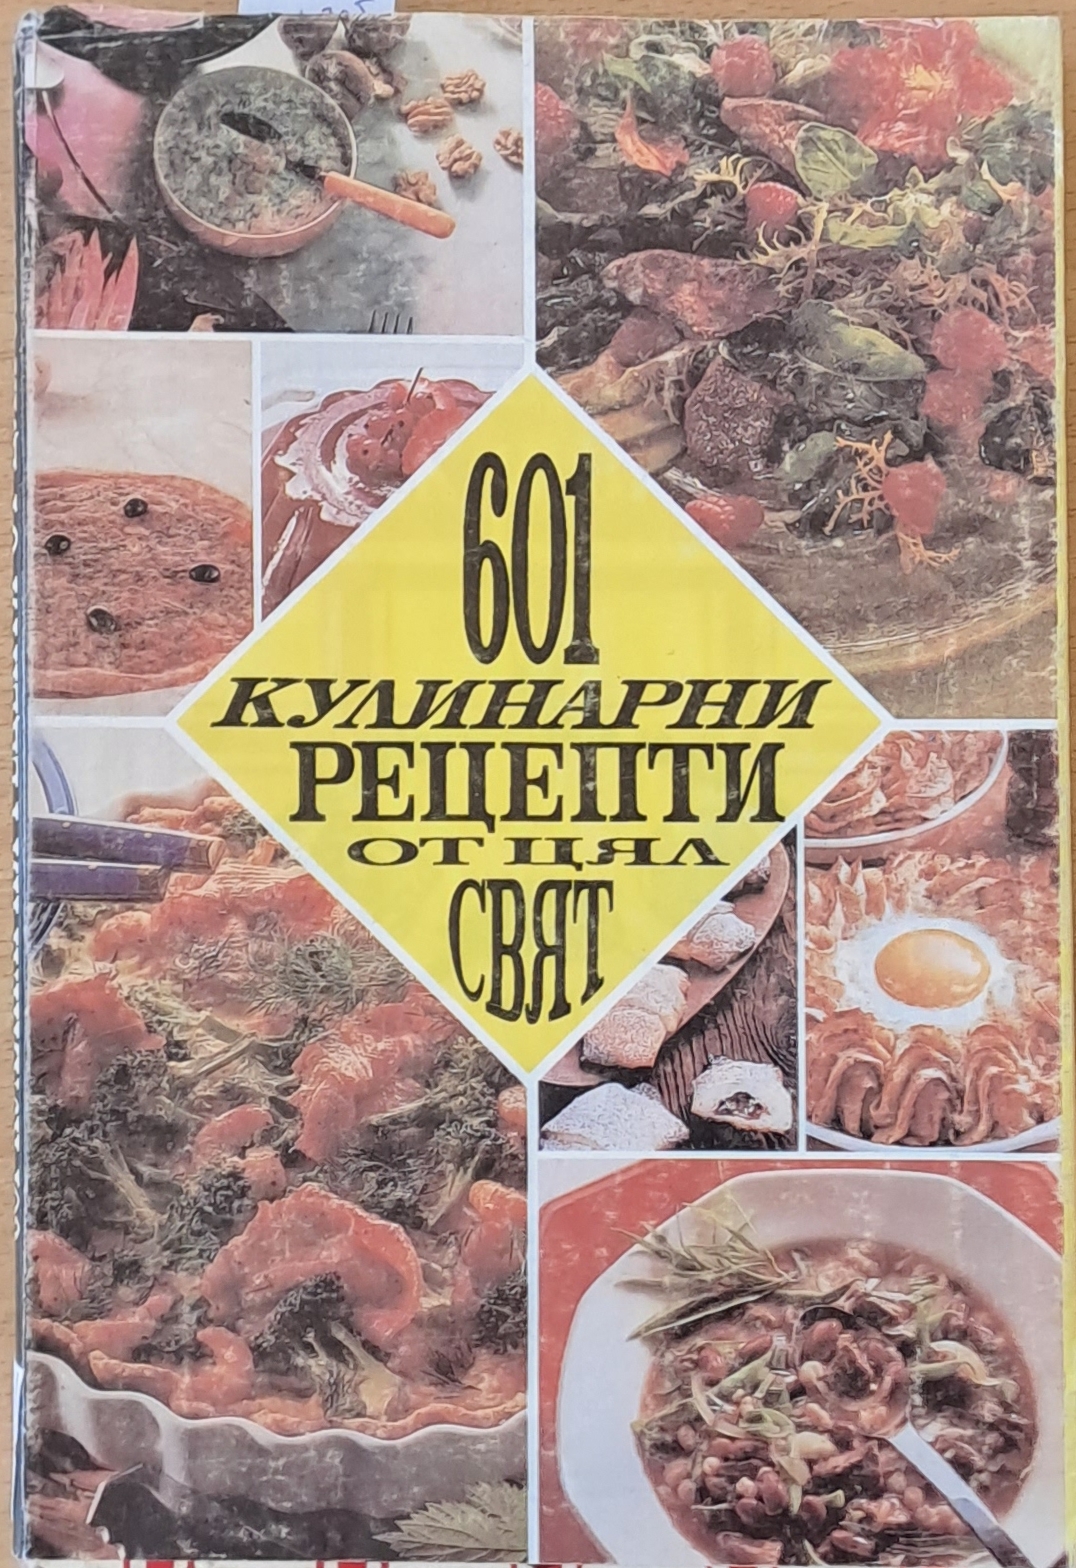 601
КУЛИНАРНИ
РЕЦЕПТИ
ОТ ЦЯЛ
СВЯТ